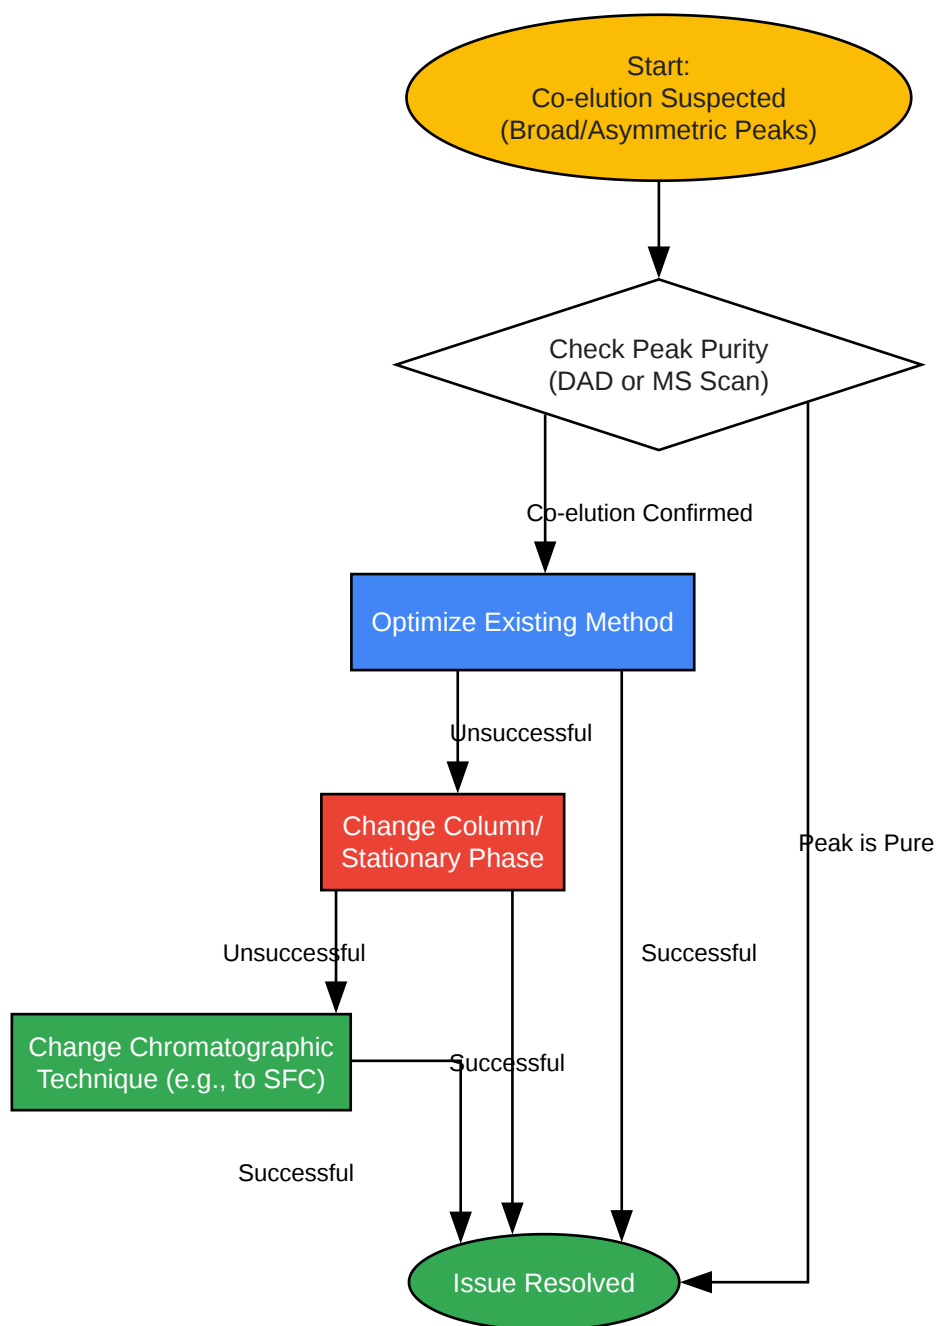 Start:
Co-elution Suspected
(Broad/Asymmetric Peaks)
Check Peak Purity
(DAD or MS Scan)
Co-elution Confirmed
Optimize Existing Method
Unsuccessful
Change Column/
Stationary Phase
Peak is Pure
Unsuccessful
Successful
Change Chromatographic
Technique (e.g., to SFC)
Successful
Successful
Issue Resolved